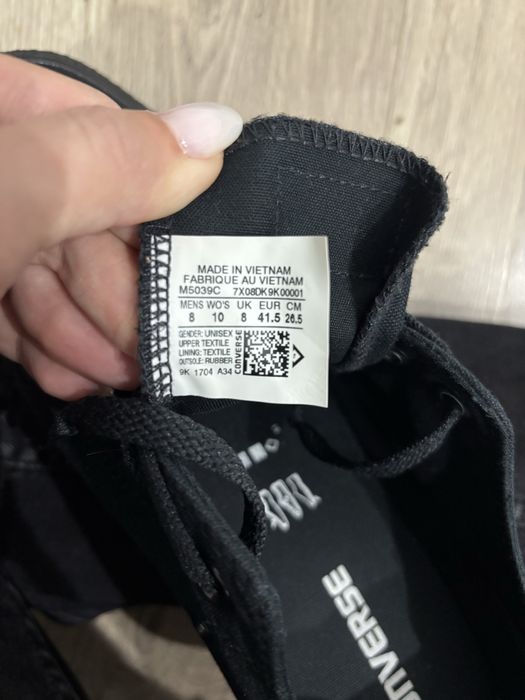 MADE IN VIETNAM
FABRIQUE AU VIETNAM
M5039C 7X08DK9K00001
MENS WO'S UK EUR CM
8 10 8 41.5 26.5
GENDER: UNISEX
UPPER TEXTILE
LINING: TEXTILE
OUTSOLE: RUBBER
9K 1704 A34
CONVERSE
CONVERSE